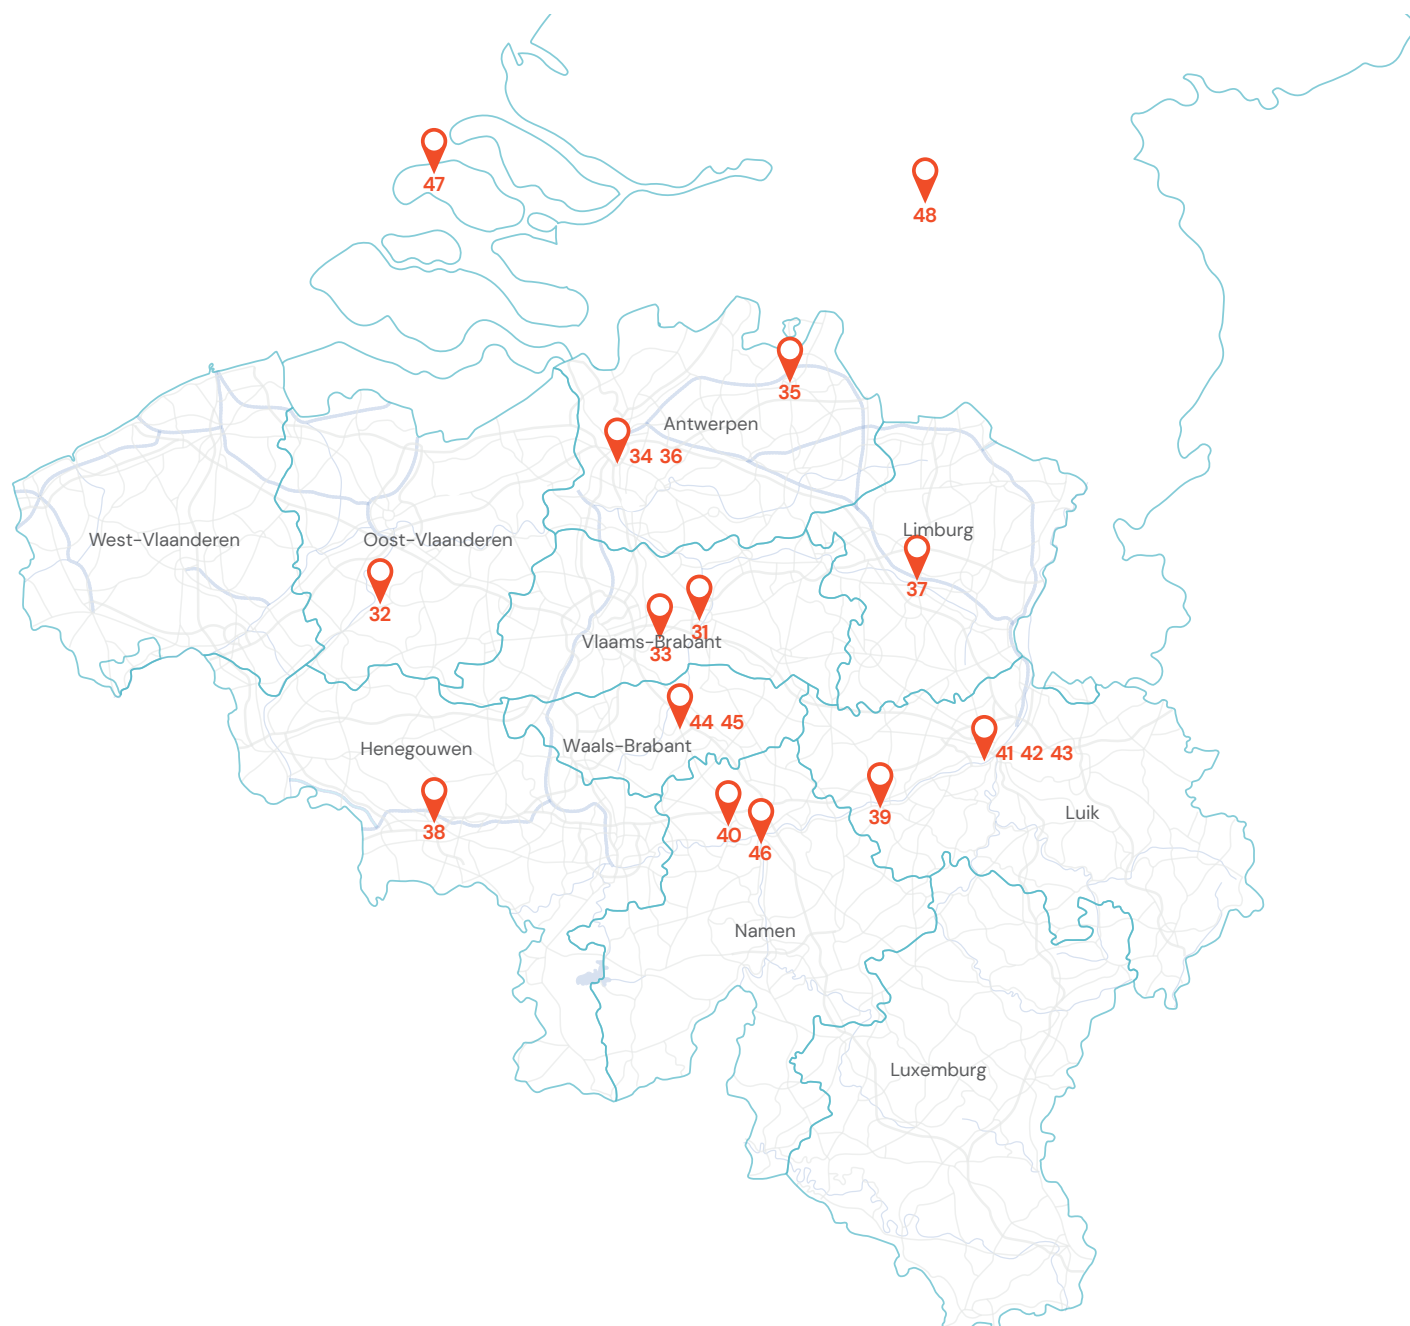 47
48
35
Antwerpen
34 36
Limburg
West-Vlaanderen
Oost-Vlaanderen
37
32
31
Vlaams-Brabant
33
44 45
Waals-Brabant
Henegouwen
41 42 43
Luik
39
38
40
46
Namen
Luxemburg